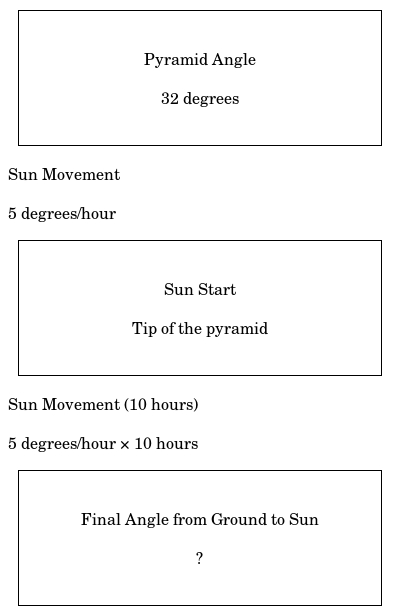 Pyramid Angle
32 degrees
Sun Movement
5 degrees/hour
Sun Start
Tip of the pyramid
Sun Movement (10 hours)
5 degrees/hour × 10 hours
Final Angle from Ground to Sun
?